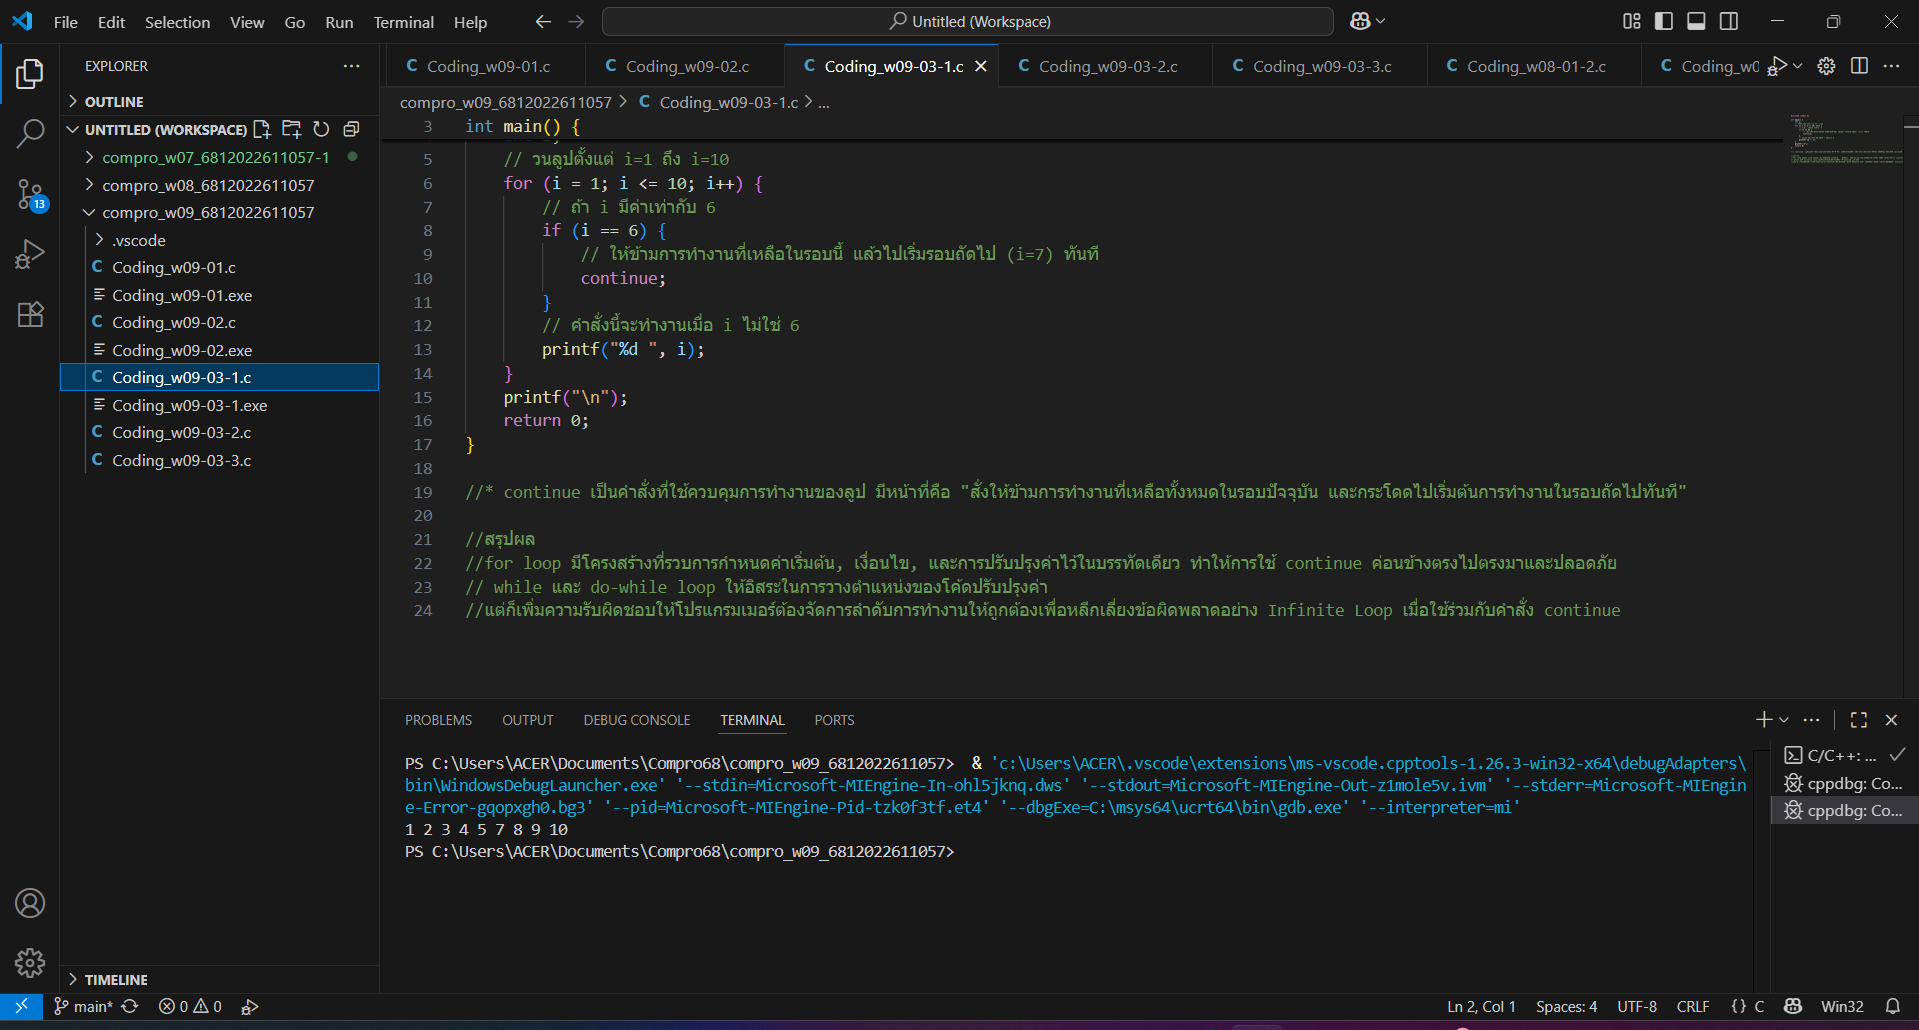 File Edit Selection View Go Run Terminal Help
Untitled (Workspace)
EXPLORER
OUTLINE
UNTITLED (WORKSPACE)
compro_w07_6812022611057-1
compro_w08_6812022611057
compro_w09_6812022611057
.vscode
C Coding_w09-01.c
Coding_w09-01.exe
C Coding_w09-02.c
Coding_w09-02.exe
C Coding_w09-03-1.c
Coding_w09-03-1.exe
C Coding_w09-03-2.c
C Coding_w09-03-3.c
TIMELINE
13
C Coding_w09-01.c C Coding_w09-02.c C Coding_w09-03-1.c C Coding_w09-03-2.c C Coding_w09-03-3.c C Coding_w08-01-2.c C Coding_w0
compro_w09_6812022611057 > C Coding_w09-03-1.c > ...
3 int main() {
5 // วนลูปตั้งแต่ i=1 ถึง i=10
6 for (i = 1; i <= 10; i++) {
7 // ถ้า i มีค่าเท่ากับ 6
8 if (i == 6) {
9 // ให้ข้ามการทำงานที่เหลือในรอบนี้ แล้วไปเริ่มรอบถัดไป (i=7) ทันที
10 continue;
11 }
12 // คำสั่งนี้จะทำงานเมื่อ i ไม่ใช่ 6
13 printf("%d ", i);
14 }
15 printf("\n");
16 return 0;
17 }
18
19 //* continue เป็นคำสั่งที่ใช้ควบคุมการทำงานของลูป มีหน้าที่คือ "สั่งให้ข้ามการทำงานที่เหลือทั้งหมดในรอบปัจจุบัน และกระโดดไปเริ่มต้นการทำงานในรอบถัดไปทันที"
20
21 //สรุปผล
22 //for loop มีโครงสร้างที่รวบการกำหนดค่าเริ่มต้น, เงื่อนไข, และการปรับปรุงค่าไว้ในบรรทัดเดียว ทำให้การใช้ continue ค่อนข้างตรงไปตรงมาและปลอดภัย
23 // while และ do-while loop ให้อิสระในการวางตำแหน่งของโค้ดปรับปรุงค่า
24 //แต่ก็เพิ่มความรับผิดชอบให้โปรแกรมเมอร์ต้องจัดการลำดับการทำงานให้ถูกต้องเพื่อหลีกเลี่ยงข้อผิดพลาดอย่าง Infinite Loop เมื่อใช้ร่วมกับคำสั่ง continue
PROBLEMS OUTPUT DEBUG CONSOLE TERMINAL PORTS
PS C:\Users\ACER\Documents\Compro68\compro_w09_6812022611057> & 'c:\Users\ACER\.vscode\extensions\ms-vscode.cpptools-1.26.3-win32-x64\debugAdapters\
bin\WindowsDebugLauncher.exe' '--stdin=Microsoft-MIEngine-In-ohl5jknq.dws' '--stdout=Microsoft-MIEngine-Out-z1mole5v.ivm' '--stderr=Microsoft-MIEngin
e-Error-gqopxgh0.bg3' '--pid=Microsoft-MIEngine-Pid-tzk0f3tf.et4' '--dbgExe=C:\msys64\ucrt64\bin\gdb.exe' '--interpreter=mi'
1 2 3 4 5 7 8 9 10
PS C:\Users\ACER\Documents\Compro68\compro_w09_6812022611057>
C/C++: ...
cppdbg: Co...
cppdbg: Co...
main* 0 0
Ln 2, Col 1 Spaces: 4 UTF-8 CRLF {} C Win32